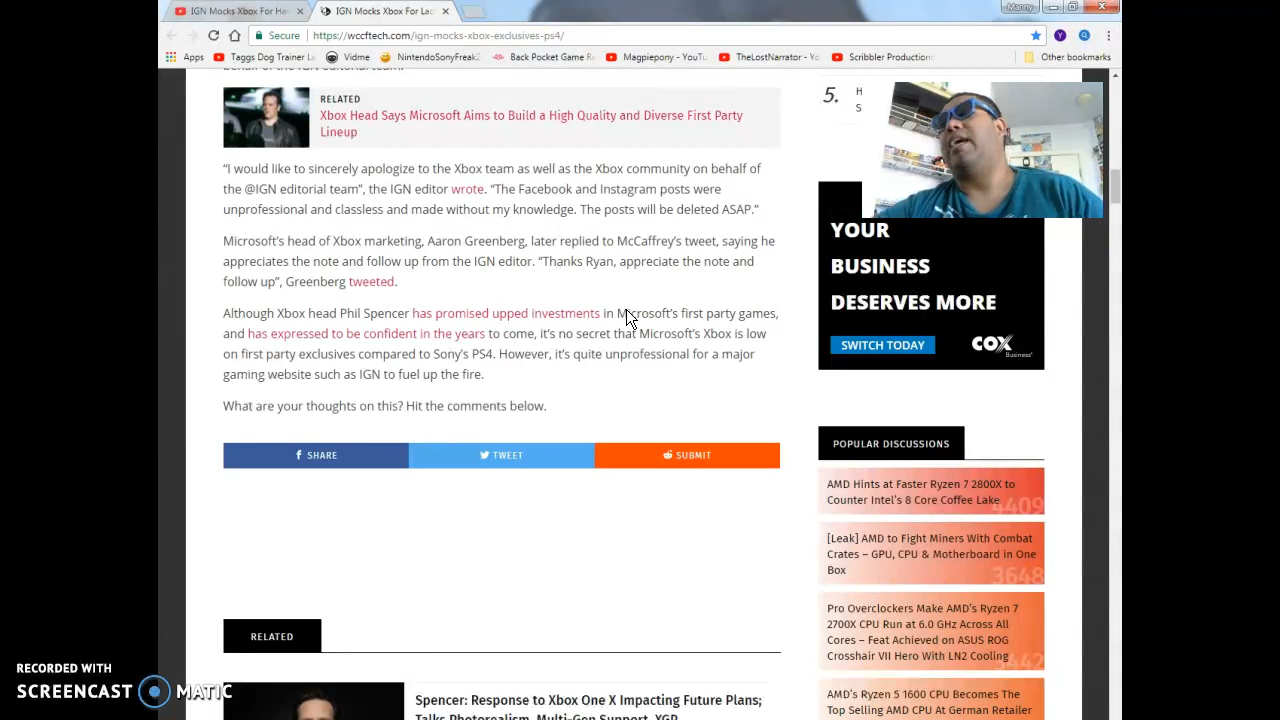 IGN Mocks Xbox For Ha
IGN Mocks Xbox For Lac
Manny
Secure
https://wccftech.com/ign-mocks-xbox-exclusives-ps4/
Apps
Taggs Dog Trainer L
Vidme
NintendoSonyFreak2
Back Pocket Game R
Magpiepony - YouTu
TheLostNarrator - Yo
Scribbler Productions
Other bookmarks
RELATED
Xbox Head Says Microsoft Aims to Build a High Quality and Diverse First Party
Lineup
“I would like to sincerely apologize to the Xbox team as well as the Xbox community on behalf of
the @IGN editorial team”, the IGN editor wrote. “The Facebook and Instagram posts were
unprofessional and classless and made without my knowledge. The posts will be deleted ASAP.”
Microsoft’s head of Xbox marketing, Aaron Greenberg, later replied to McCaffrey’s tweet, saying he
appreciates the note and follow up from the IGN editor. “Thanks Ryan, appreciate the note and
follow up”, Greenberg tweeted.
Although Xbox head Phil Spencer has promised upped investments in Microsoft’s first party games,
and has expressed to be confident in the years to come, it’s no secret that Microsoft’s Xbox is low
on first party exclusives compared to Sony’s PS4. However, it’s quite unprofessional for a major
gaming website such as IGN to fuel up the fire.
What are your thoughts on this? Hit the comments below.
SHARE
TWEET
SUBMIT
RELATED
Spencer: Response to Xbox One X Impacting Future Plans;
Talks Photorealism, Multi-Gen Support, XGP
5.
H
S
YOUR
BUSINESS
DESERVES MORE
SWITCH TODAY
COX
Business
POPULAR DISCUSSIONS
AMD Hints at Faster Ryzen 7 2800X to
Counter Intel’s 8 Core Coffee Lake
4409
[Leak] AMD to Fight Miners With Combat
Crates – GPU, CPU & Motherboard in One
Box
3648
Pro Overclockers Make AMD’s Ryzen 7
2700X CPU Run at 6.0 GHz Across All
Cores – Feat Achieved on ASUS ROG
Crosshair VII Hero With LN2 Cooling
3442
AMD’s Ryzen 5 1600 CPU Becomes The
Top Selling AMD CPU At German Retailer
RECORDED WITH
SCREENCAST MATIC